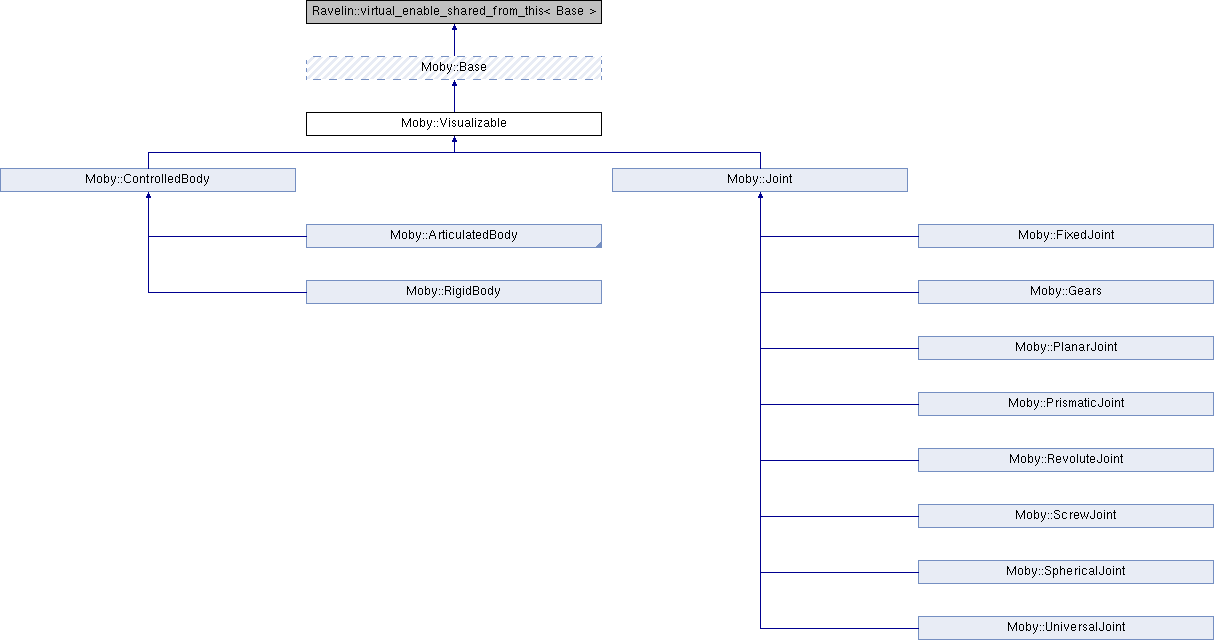 Ravelin::virtual_enable_shared_from_this< Base >
Moby::Base
Moby::Visualizable
Moby::ControlledBody
Moby::Joint
Moby::ArticulatedBody
Moby::FixedJoint
Moby::RigidBody
Moby::Gears
Moby::PlanarJoint
Moby::PrismaticJoint
Moby::RevoluteJoint
Moby::ScrewJoint
Moby::SphericalJoint
Moby::UniversalJoint